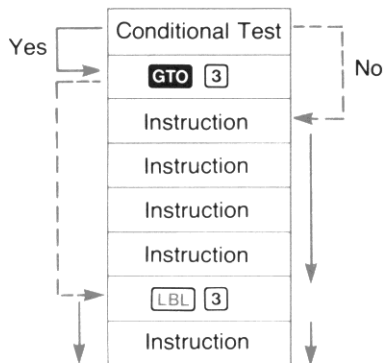 Conditional Test
Yes
GTO 3
No
Instruction
Instruction
Instruction
Instruction
LBL 3
Instruction